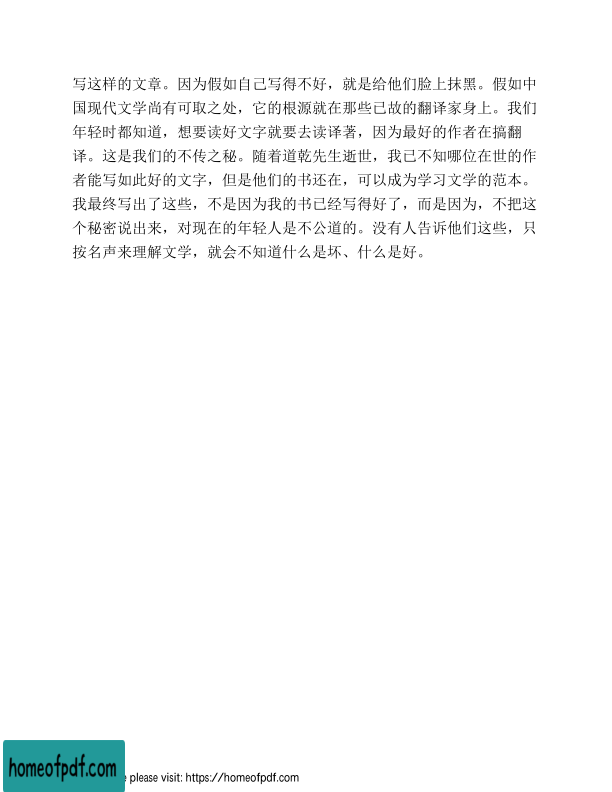 写这样的文章。因为假如自己写得不好，就是给他们脸上抹黑。假如中
国现代文学尚有可取之处，它的根源就在那些已故的翻译家身上。我们
年轻时都知道，想要读好文字就要去读译著，因为最好的作者在搞翻
译。这是我们的不传之秘。随着道乾先生逝世，我已不知哪位在世的作
者能写如此好的文字，但是他们的书还在，可以成为学习文学的范本。
我最终写出了这些，不是因为我的书已经写得好了，而是因为，不把这
个秘密说出来，对现在的年轻人是不公道的。没有人告诉他们这些，只
按名声来理解文学，就会不知道什么是坏、什么是好。
homeofpdf.com
e please visit: https://homeofpdf.com